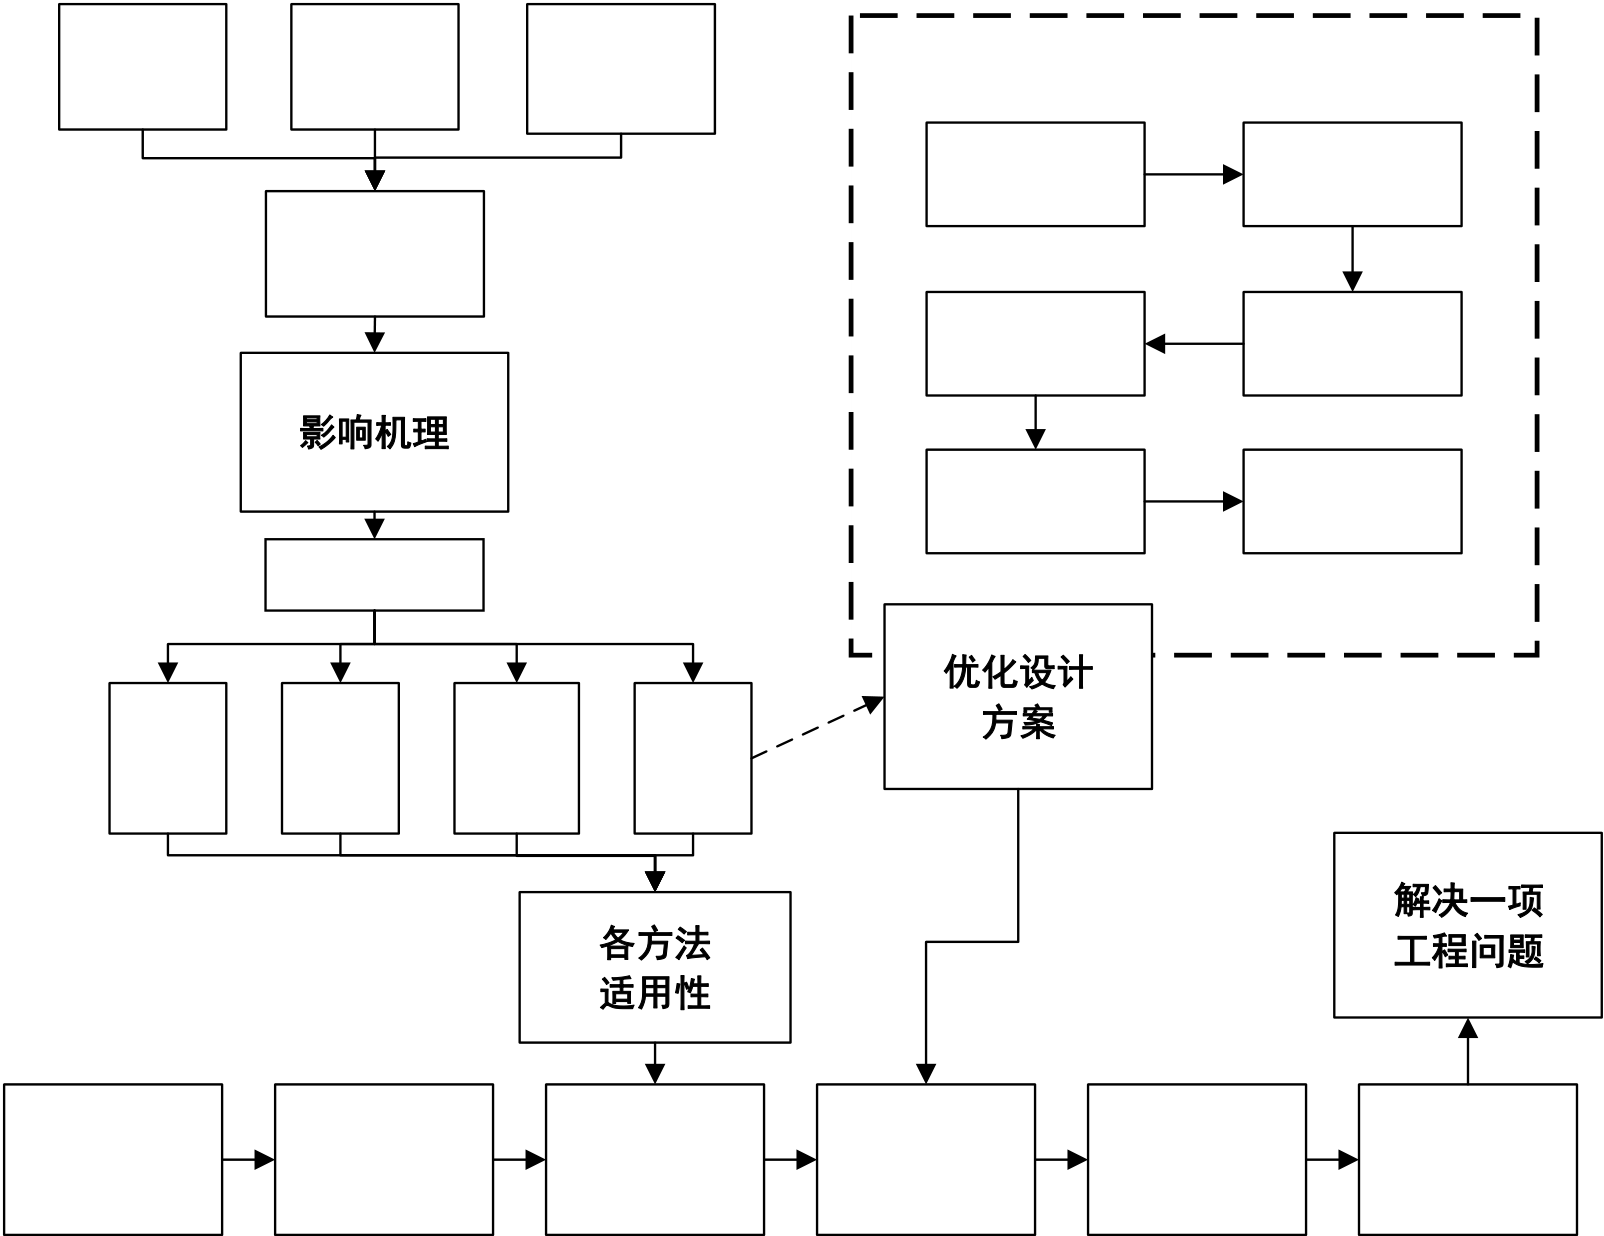 影响机理
优化设计
方案
各方法
适用性
解决一项
工程问题